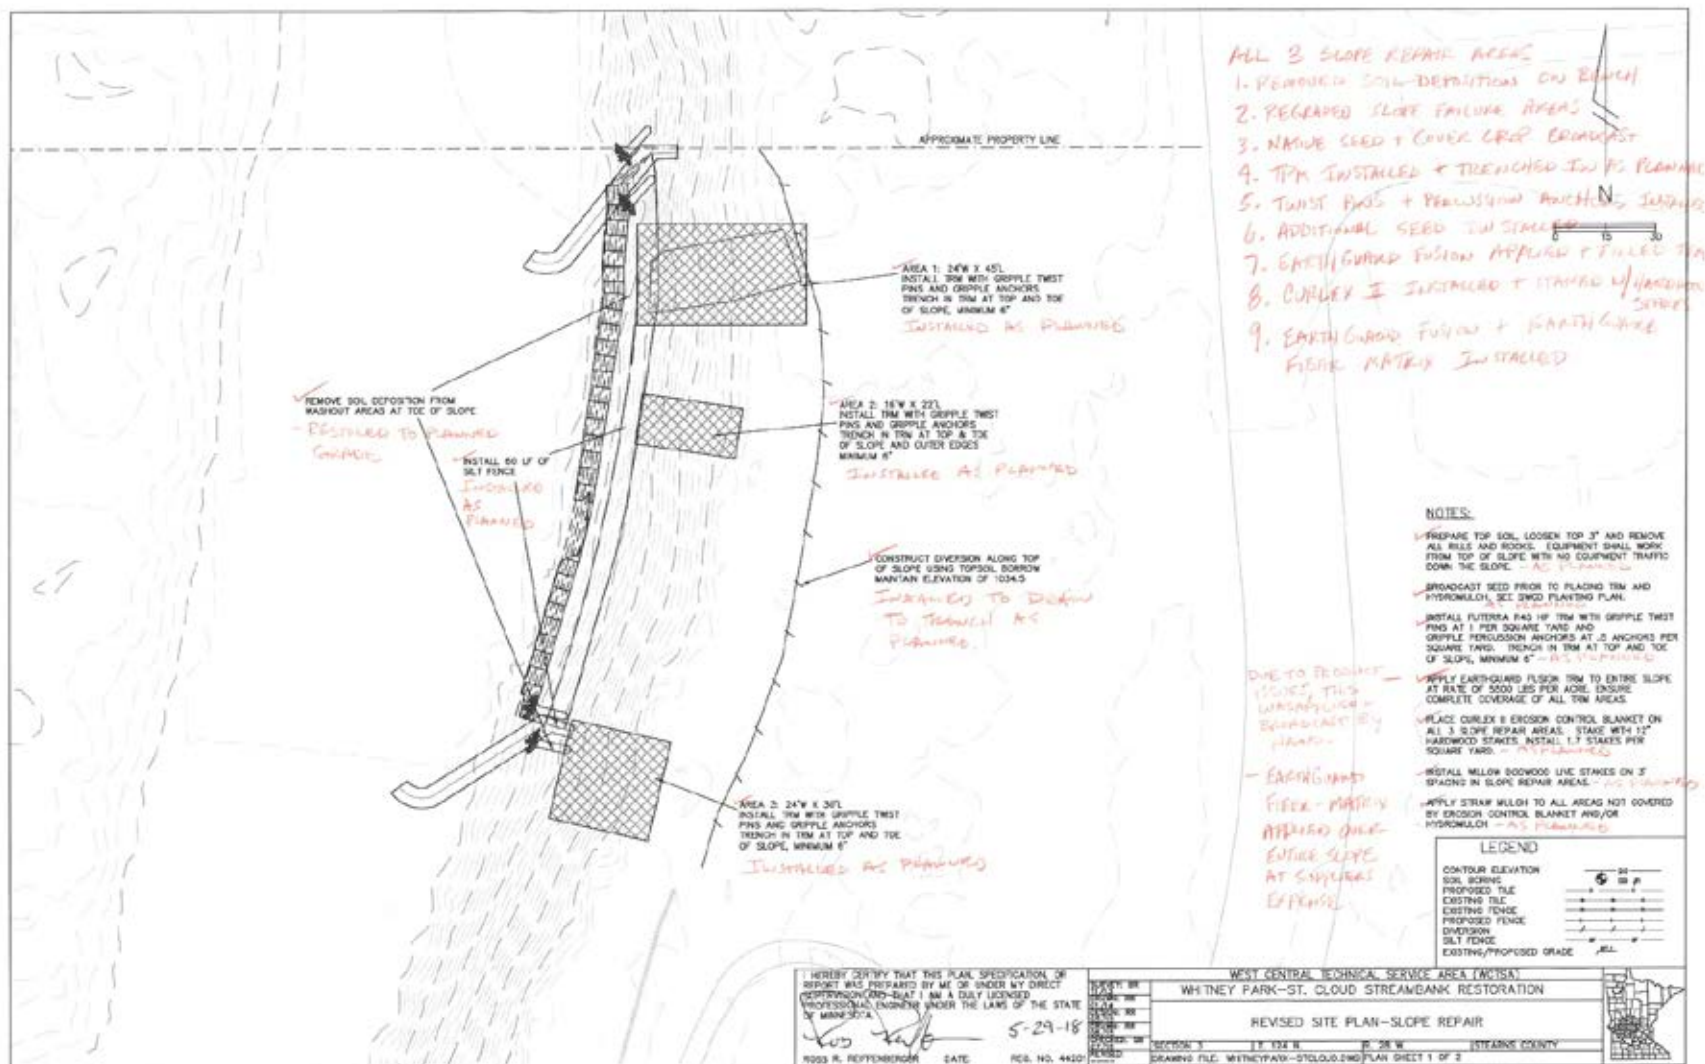 ALL 3 SLOPE REPAIR AREAS
1. REMOVED SOIL DEPOSITION ON BENCH
2. REGRADED SLOPE FAILURE AREAS
3. NATIVE SEED + COVER CROP BROADCAST
4. TRM INSTALLED + TRENCHED IN AS PLANNED
5. TWIST PINS + PERCUSSION ANCHORS INSTALLED
6. ADDITIONAL SEED INSTALLED
7. EARTHGUARD FUSION APPLIED + FILLED TRM
8. CURLEX II INSTALLED + STAKED W/ HARDWOOD
STAKES
9. EARTHGUARD FUSION + EARTHGUARD
FIBER MATRIX INSTALLED
N
15 30
APPROXIMATE PROPERTY LINE
AREA 1: 24'W X 45'L
INSTALL TRM WITH GRIPPLE TWIST
PINS AND GRIPPLE ANCHORS
TRENCH IN TRM AT TOP AND TOE
OF SLOPE, MINIMUM 6"
INSTALLED AS PLANNED
REMOVE SOIL DEPOSITION FROM
WASHOUT AREAS AT TOE OF SLOPE
- RESTORED TO PLANNED
GRADE
INSTALL 60 LF OF
SILT FENCE
INSTALLED
AS
PLANNED
AREA 2: 16'W X 22'L
INSTALL TRM WITH GRIPPLE TWIST
PINS AND GRIPPLE ANCHORS
TRENCH IN TRM AT TOP & TOE
OF SLOPE AND OUTER EDGES
MINIMUM 6"
INSTALLED AS PLANNED
CONSTRUCT DIVERSION ALONG TOP
OF SLOPE USING TOPSOIL BORROW
MAINTAIN ELEVATION OF 1034.5
INSTALLED TO DRAIN
TO TRENCH AS
PLANNED.
AREA 3: 24'W X 30'L
INSTALL TRM WITH GRIPPLE TWIST
PINS AND GRIPPLE ANCHORS
TRENCH IN TRM AT TOP AND TOE
OF SLOPE, MINIMUM 6"
INSTALLED AS PLANNED
NOTES:
PREPARE TOP SOIL, LOOSEN TOP 3" AND REMOVE
ALL RILLS AND ROCKS. EQUIPMENT SHALL WORK
FROM TOP OF SLOPE WITH NO EQUIPMENT TRAFFIC
DOWN THE SLOPE. - AS PLANNED
BROADCAST SEED PRIOR TO PLACING TRM AND
HYDROMULCH, SEE SWCD PLANTING PLAN.
AS PLANNED
INSTALL FUTERRA R45 HP TRM WITH GRIPPLE TWIST
PINS AT 1 PER SQUARE YARD AND
GRIPPLE PERCUSSION ANCHORS AT .5 ANCHORS PER
SQUARE YARD. TRENCH IN TRM AT TOP AND TOE
OF SLOPE, MINIMUM 6" - AS PLANNED
APPLY EARTHGUARD FUSION TRM TO ENTIRE SLOPE
AT RATE OF 5500 LBS PER ACRE. ENSURE
COMPLETE COVERAGE OF ALL TRM AREAS.
PLACE CURLEX II EROSION CONTROL BLANKET ON
ALL 3 SLOPE REPAIR AREAS. STAKE WITH 12"
HARDWOOD STAKES. INSTALL 1.7 STAKES PER
SQUARE YARD. - AS PLANNED
INSTALL WILLOW DOGWOOD LIVE STAKES ON 3'
SPACING IN SLOPE REPAIR AREAS. - AS PLANNED
APPLY STRAW MULCH TO ALL AREAS NOT COVERED
BY EROSION CONTROL BLANKET AND/OR
HYDROMULCH - AS PLANNED
DUE TO PRODUCT
ISSUES, THIS
BROADCAST BY
HAND
- EARTHGUARD
FIBER-MATRIX
APPLIED OVER
ENTIRE SLOPE
AT SUPPLIERS
EXPENSE
LEGEND
CONTOUR ELEVATION
SOIL BORING
PROPOSED TILE
EXISTING TILE
EXISTING FENCE
PROPOSED FENCE
DIVERSION
SILT FENCE
EXISTING/PROPOSED GRADE
I HEREBY CERTIFY THAT THIS PLAN, SPECIFICATION, OR
REPORT WAS PREPARED BY ME OR UNDER MY DIRECT
SUPERVISION AND THAT I AM A DULY LICENSED
PROFESSIONAL ENGINEER UNDER THE LAWS OF THE STATE
OF MINNESOTA.
5-29-18
ROSS R. REIFFENBERGER DATE REG. NO.
WEST CENTRAL TECHNICAL SERVICE AREA (WCTSA)
WHITNEY PARK-ST. CLOUD STREAMBANK RESTORATION
REVISED SITE PLAN-SLOPE REPAIR
SECTION 3 T. 124 N. R. 28 W. STEARNS COUNTY
DRAWING FILE: WHITNEYPARK-STCLOUD.DWG PLAN SHEET 1 OF 2